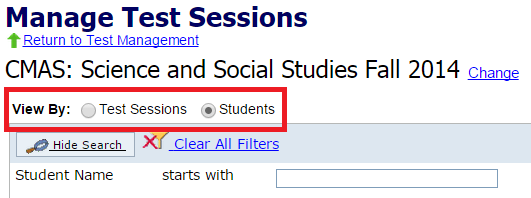 Manage Test Sessions
Return to Test Management
CMAS: Science and Social Studies Fall 2014 Change
View By: Test Sessions Students
Hide Search Clear All Filters
Student Name starts with